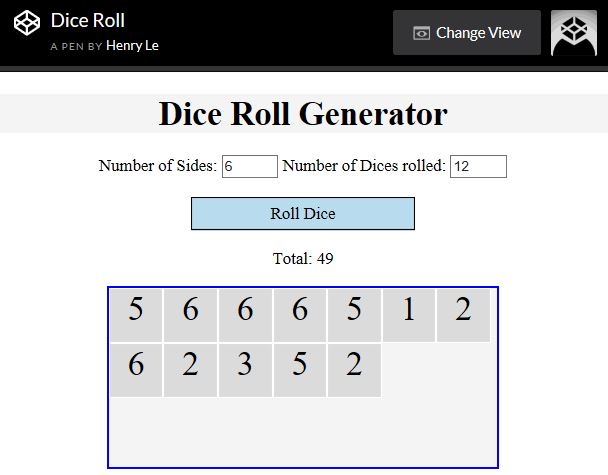 Dice Roll
A PEN BY Henry Le
Change View
Dice Roll Generator
Number of Sides: 6 Number of Dices rolled: 12
Roll Dice
Total: 49
5 6 6 6 5 1 2
6 2 3 5 2